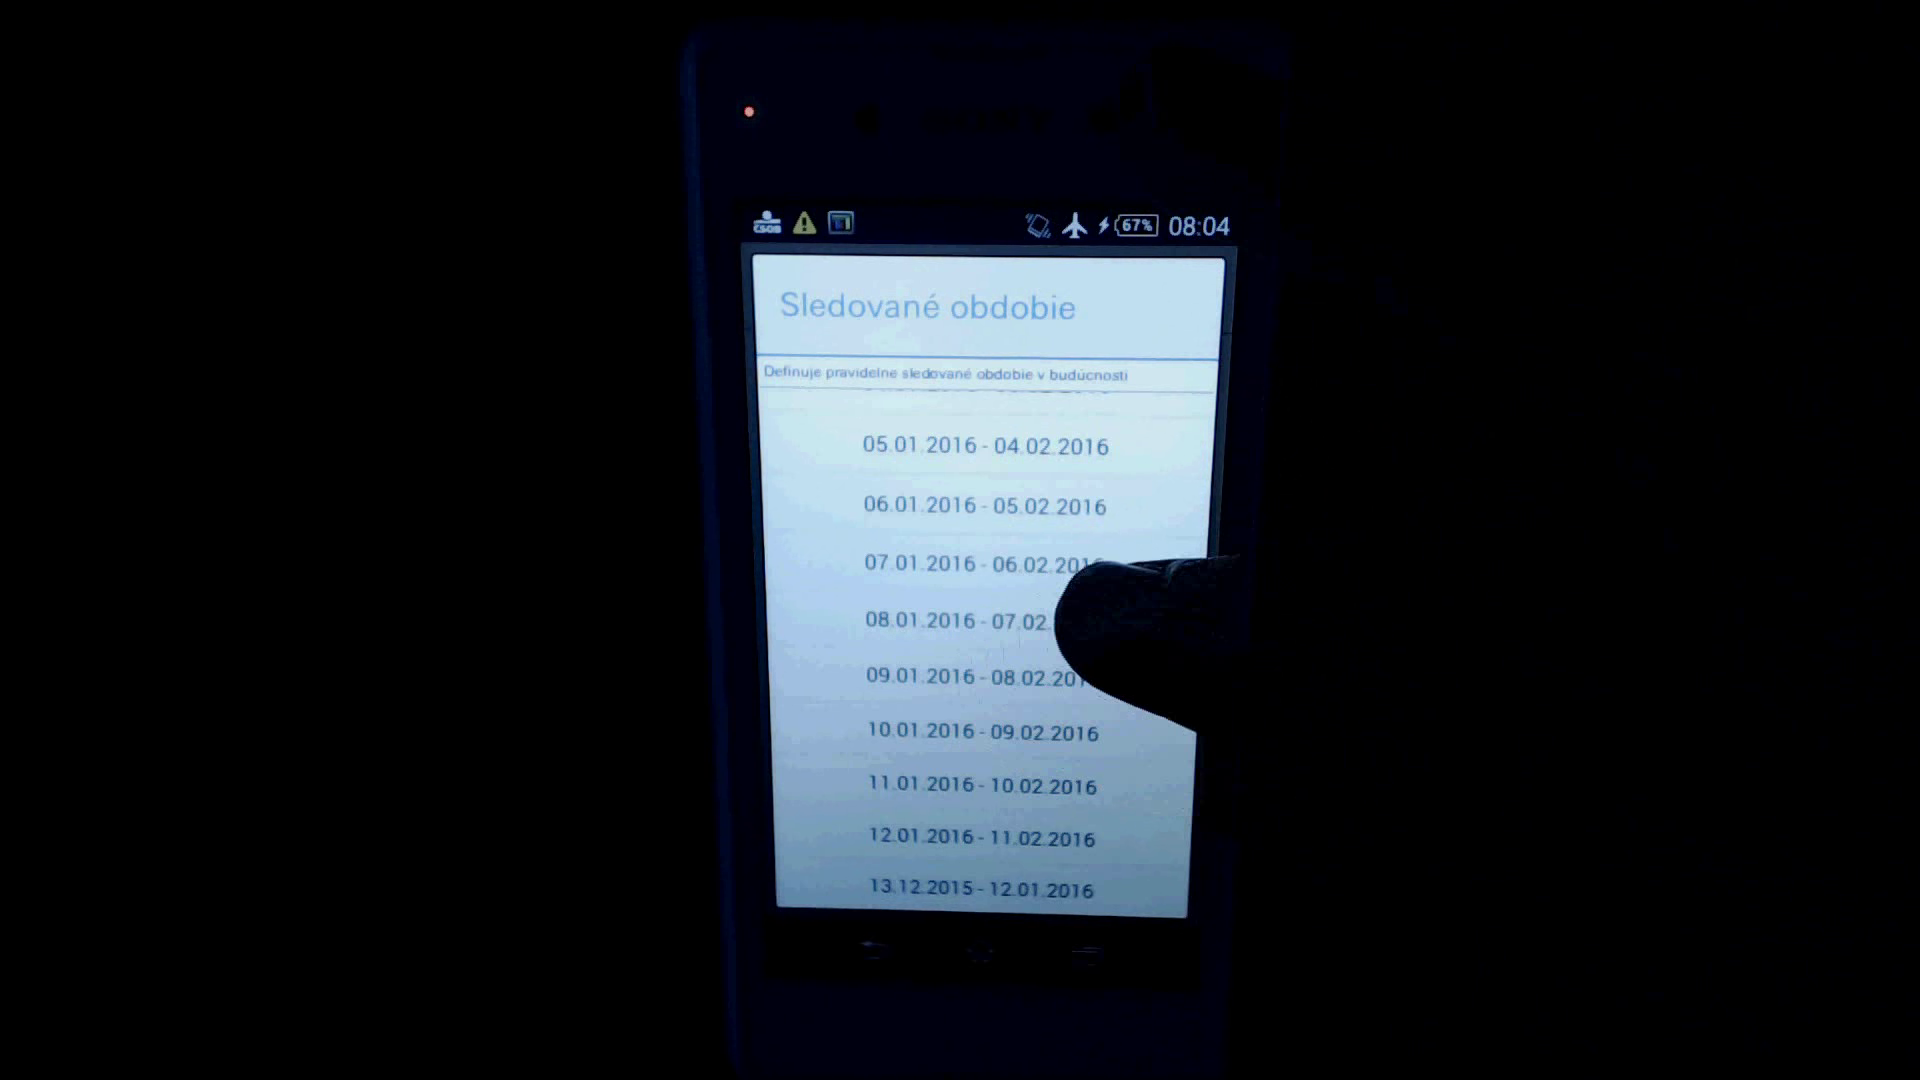 ČSOB 67% 08:04
Sledované obdobie
Definuje pravidelne sledované obdobie v budúcnosti
05.01.2016 - 04.02.2016
06.01.2016 - 05.02.2016
07.01.2016 - 06.02.2016
08.01.2016 - 07.02.
09.01.2016 - 08.02.201
10.01.2016 - 09.02.2016
11.01.2016 - 10.02.2016
12.01.2016 - 11.02.2016
13.12.2015 - 12.01.2016